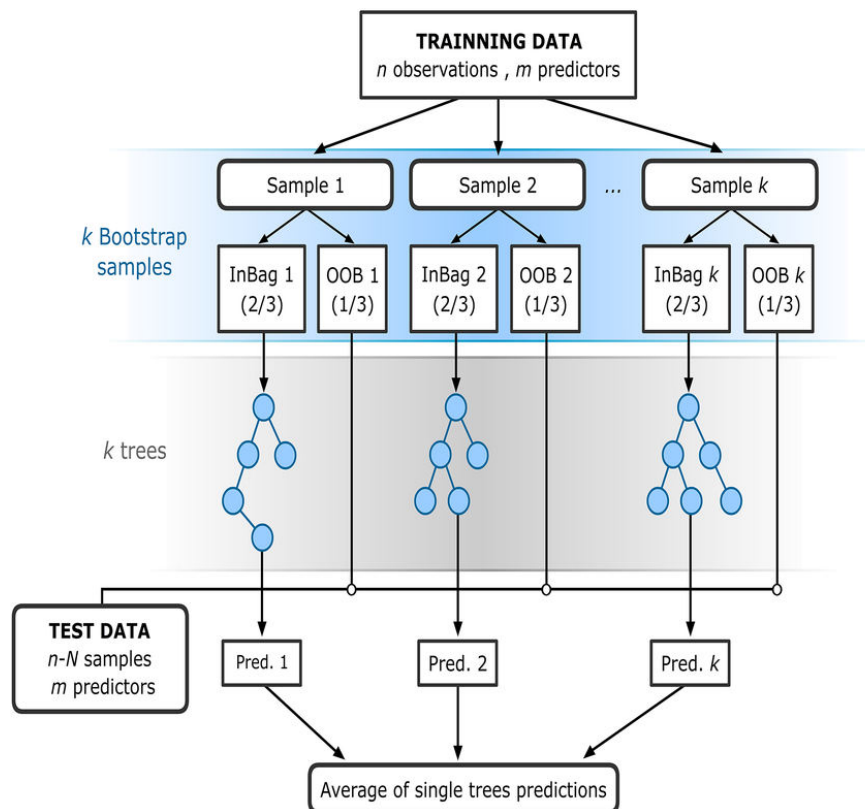 TRAINNING DATA
n observations , m predictors
Sample 1
Sample 2
...
Sample k
k Bootstrap
samples
InBag 1
(2/3)
OOB 1
(1/3)
InBag 2
(2/3)
OOB 2
(1/3)
InBag k
(2/3)
OOB k
(1/3)
k trees
TEST DATA
n-N samples
m predictors
Pred. 1
Pred. 2
Pred. k
Average of single trees predictions